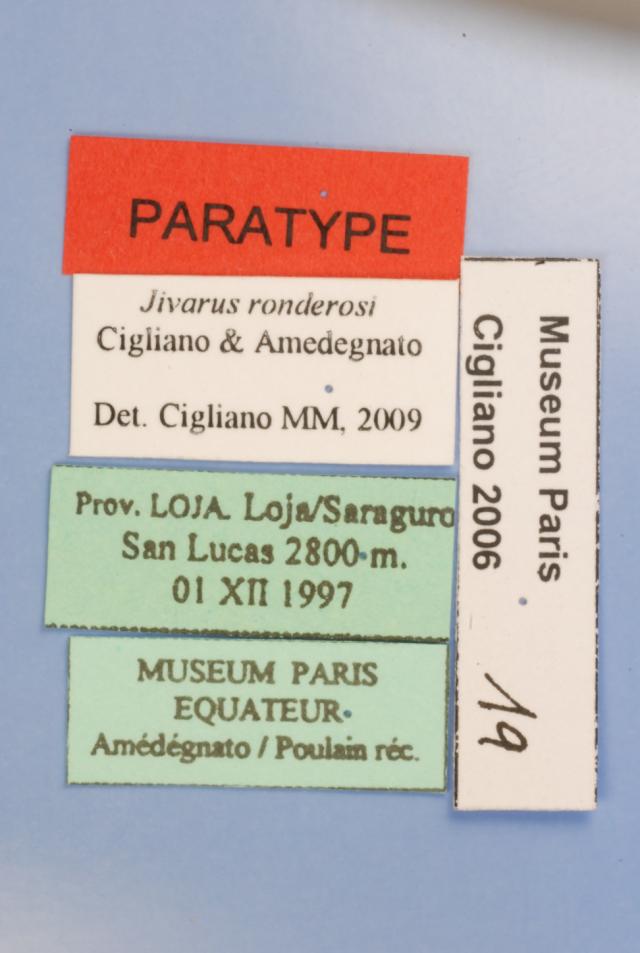 PARATYPE
Jivarus ronderosi
Cigliano & Amedegnato
Det. Cigliano MM, 2009
Prov. LOJA. Loja/Saraguro
San Lucas 2800 m.
01 XII 1997
MUSEUM PARIS
EQUATEUR
Amédégnato / Poulain réc.
Museum Paris
Cigliano 2006
19